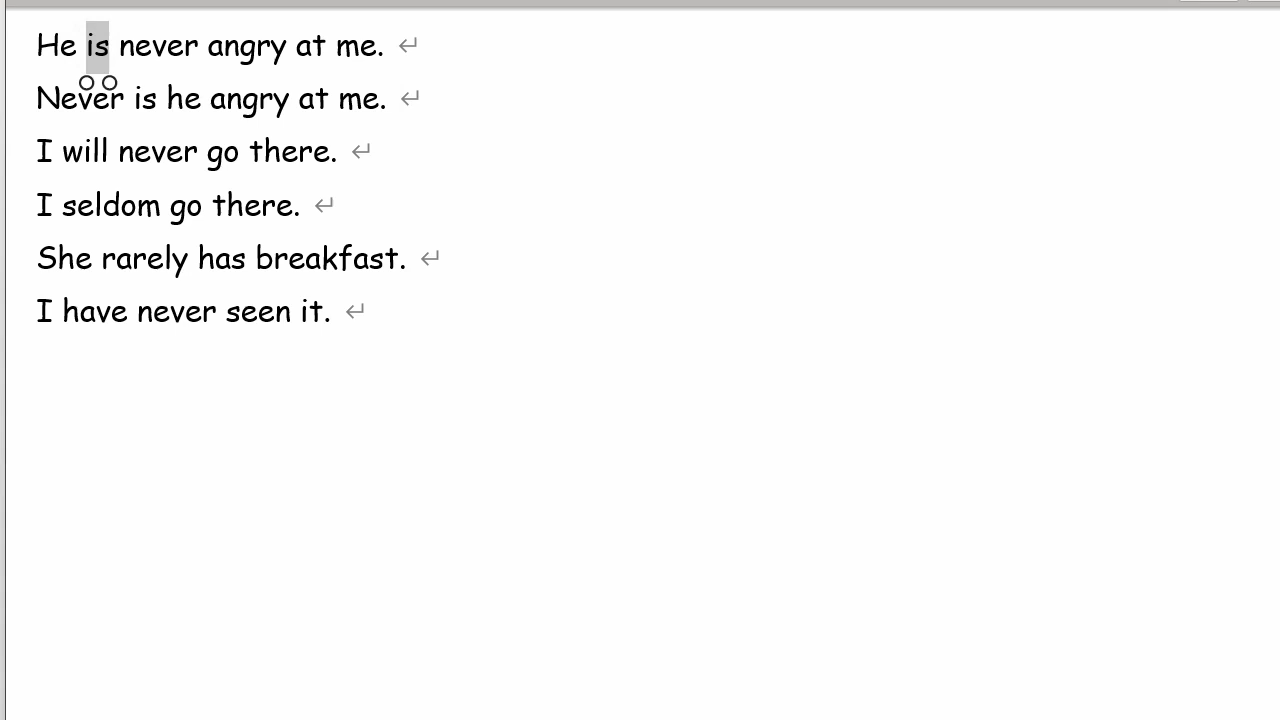 He is never angry at me. ↵
Never is he angry at me. ↵
I will never go there. ↵
I seldom go there. ↵
She rarely has breakfast. ↵
I have never seen it. ↵